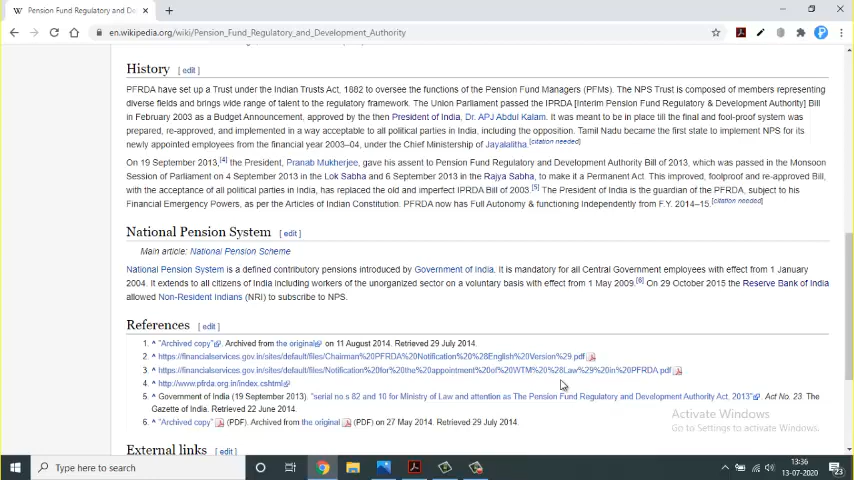 Pension Fund Regulatory and De
en.wikipedia.org/wiki/Pension_Fund_Regulatory_and_Development_Authority
History [ edit ]
PFRDA have set up a Trust under the Indian Trusts Act, 1882 to oversee the functions of the Pension Fund Managers (PFMs). The NPS Trust is composed of members representing
diverse fields and brings wide range of talent to the regulatory framework. The Union Parliament passed the IPRDA [Interim Pension Fund Regulatory & Development Authority] Bill
in February 2003 as a Budget Announcement, approved by the then President of India, Dr. APJ Abdul Kalam. It was meant to be in place till the final and fool-proof system was
prepared, re-approved, and implemented in a way acceptable to all political parties in India, including the opposition. Tamil Nadu became the first state to implement NPS for its
newly appointed employees from the financial year 2003–04, under the Chief Ministership of Jayalalitha.[citation needed]
On 19 September 2013,[4] the President, Pranab Mukherjee, gave his assent to Pension Fund Regulatory and Development Authority Bill of 2013, which was passed in the Monsoon
Session of Parliament on 4 September 2013 in the Lok Sabha and 6 September 2013 in the Rajya Sabha, to make it a Permanent Act. This improved, foolproof and re-approved Bill,
with the acceptance of all political parties in India, has replaced the old and imperfect IPRDA Bill of 2003.[5] The President of India is the guardian of the PFRDA, subject to his
Financial Emergency Powers, as per the Articles of Indian Constitution. PFRDA now has Full Autonomy & functioning Independently from F.Y. 2014–15.[citation needed]
National Pension System [ edit ]
Main article: National Pension Scheme
National Pension System is a defined contributory pensions introduced by Government of India. It is mandatory for all Central Government employees with effect from 1 January
2004. It extends to all citizens of India including workers of the unorganized sector on a voluntary basis with effect from 1 May 2009.[6] On 29 October 2015 the Reserve Bank of India
allowed Non-Resident Indians (NRI) to subscribe to NPS.
References [ edit ]
1. ^ "Archived copy". Archived from the original on 11 August 2014. Retrieved 29 July 2014.
2. ^ https://financialservices.gov.in/sites/default/files/Chairman%20PFRDA%20Notification%20%28English%20Version%29.pdf
3. ^ https://financialservices.gov.in/sites/default/files/Notification%20for%20the%20appointment%20of%20WTM%20%28Law%29%20in%20PFRDA.pdf
4. ^ http://www.pfrda.org.in/index.cshtml
5. ^ Government of India (19 September 2013). "serial no.s 82 and 10 for Ministry of Law and attention as The Pension Fund Regulatory and Development Authority Act, 2013". Act No. 23. The
Gazette of India. Retrieved 22 June 2014.
6. ^ "Archived copy" (PDF). Archived from the original (PDF) on 27 May 2014. Retrieved 29 July 2014.
External links [ edit ]
Activate Windows
Go to Settings to activate Windows.
Type here to search
13:36
13-07-2020
23